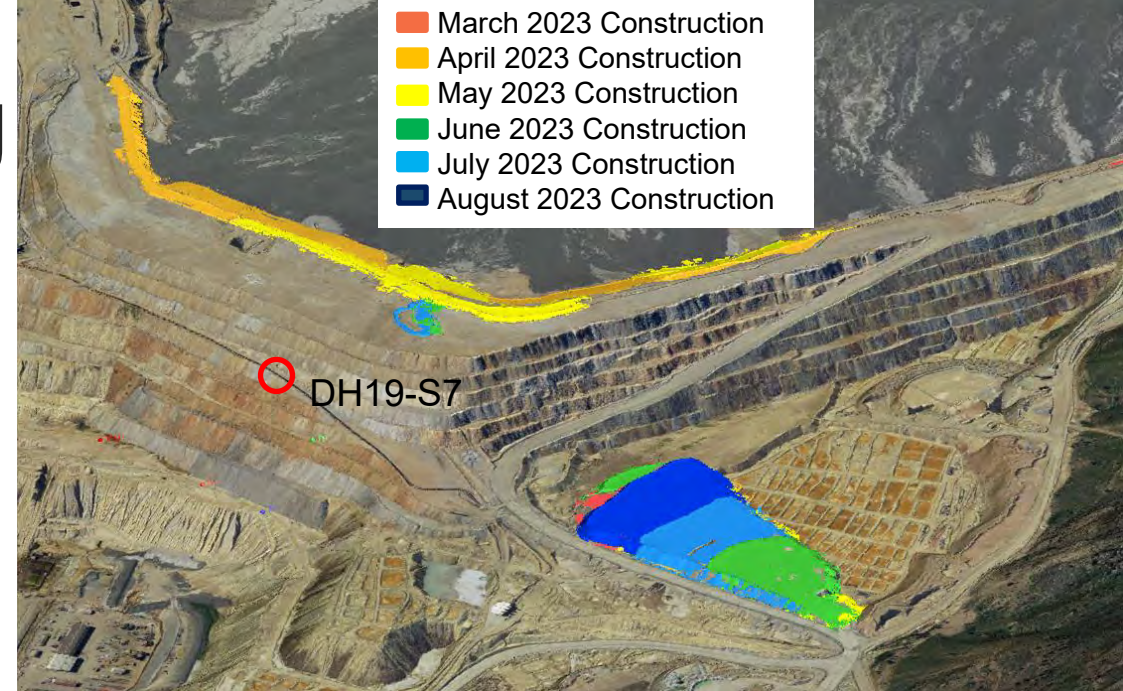 March 2023 Construction
April 2023 Construction
May 2023 Construction
June 2023 Construction
July 2023 Construction
August 2023 Construction
DH19-S7